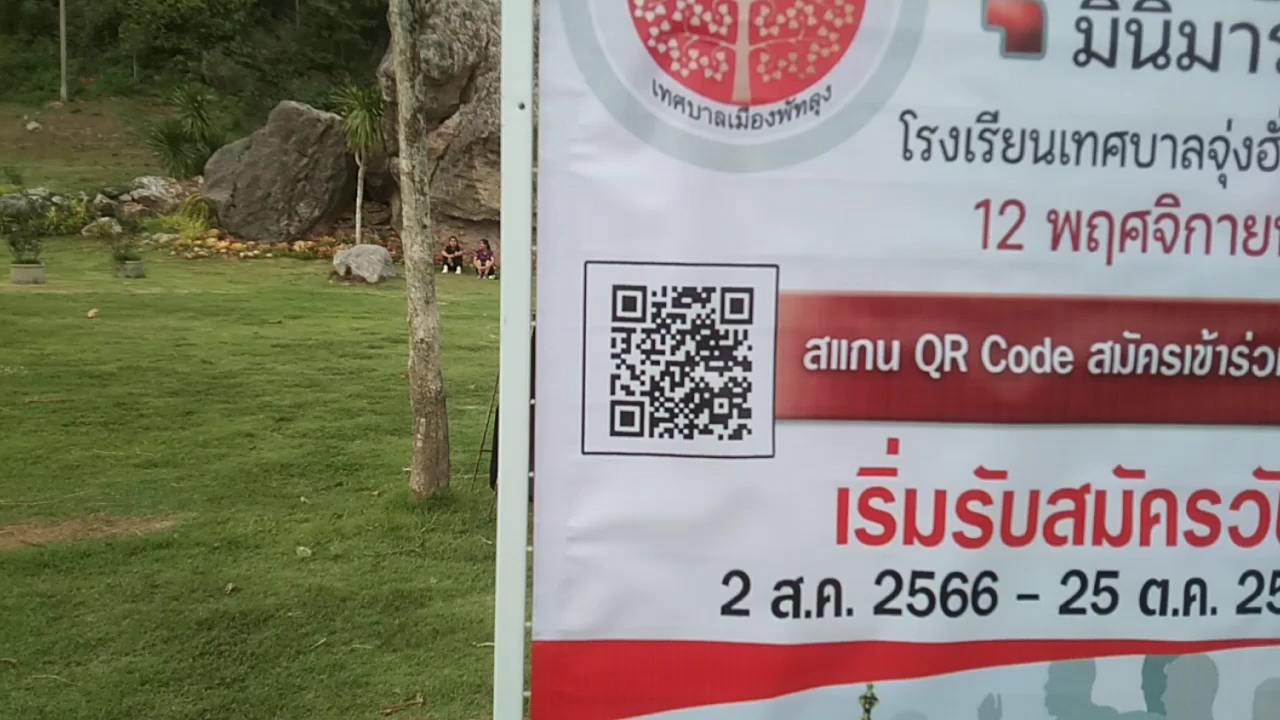 เทศบาลเมืองพัทลุง
มินิมาร
โรงเรียนเทศบาลจุ่งฮั
12 พฤศจิกาย
สแกน QR Code สมัครเข้าร่ว
เริ่มรับสมัครวั
2 ส.ค. 2566 - 25 ต.ค. 25